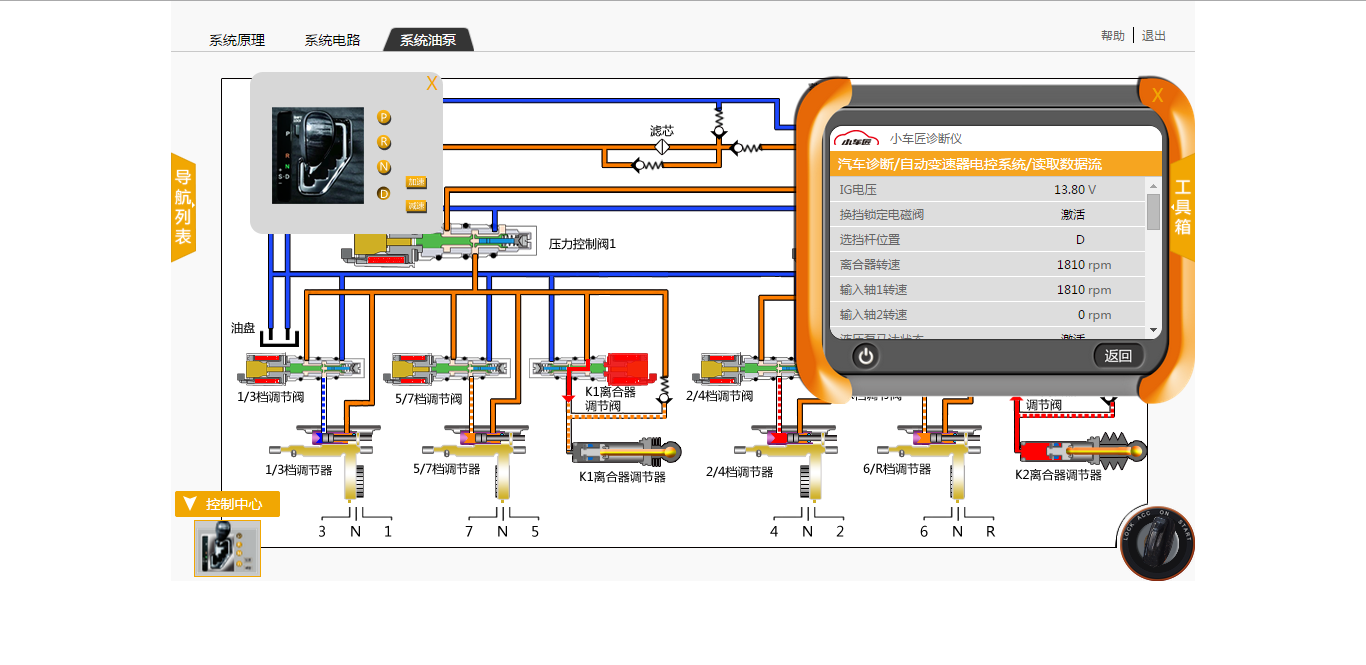 系统原理
系统电路
系统油泵
帮助
退出
X
P
R
N
D
加速
减速
导航列表
滤芯
压力控制阀1
油盘
1/3档调节阀
5/7档调节阀
K1离合器
调节阀
2/4档调节阀
调节阀
1/3档调节器
5/7档调节器
K1离合器调节器
2/4档调节器
6/R档调节器
K2离合器调节器
3 N 1
7 N 5
4 N 2
6 N R
X
小车匠
小车匠诊断仪
汽车诊断/自动变速器电控系统/读取数据流
IG电压 13.80 V
换挡锁定电磁阀 激活
选挡杆位置 D
离合器转速 1810 rpm
输入轴1转速 1810 rpm
输入轴2转速 0 rpm
返回
工具箱
控制中心
LOCK ACC ON START